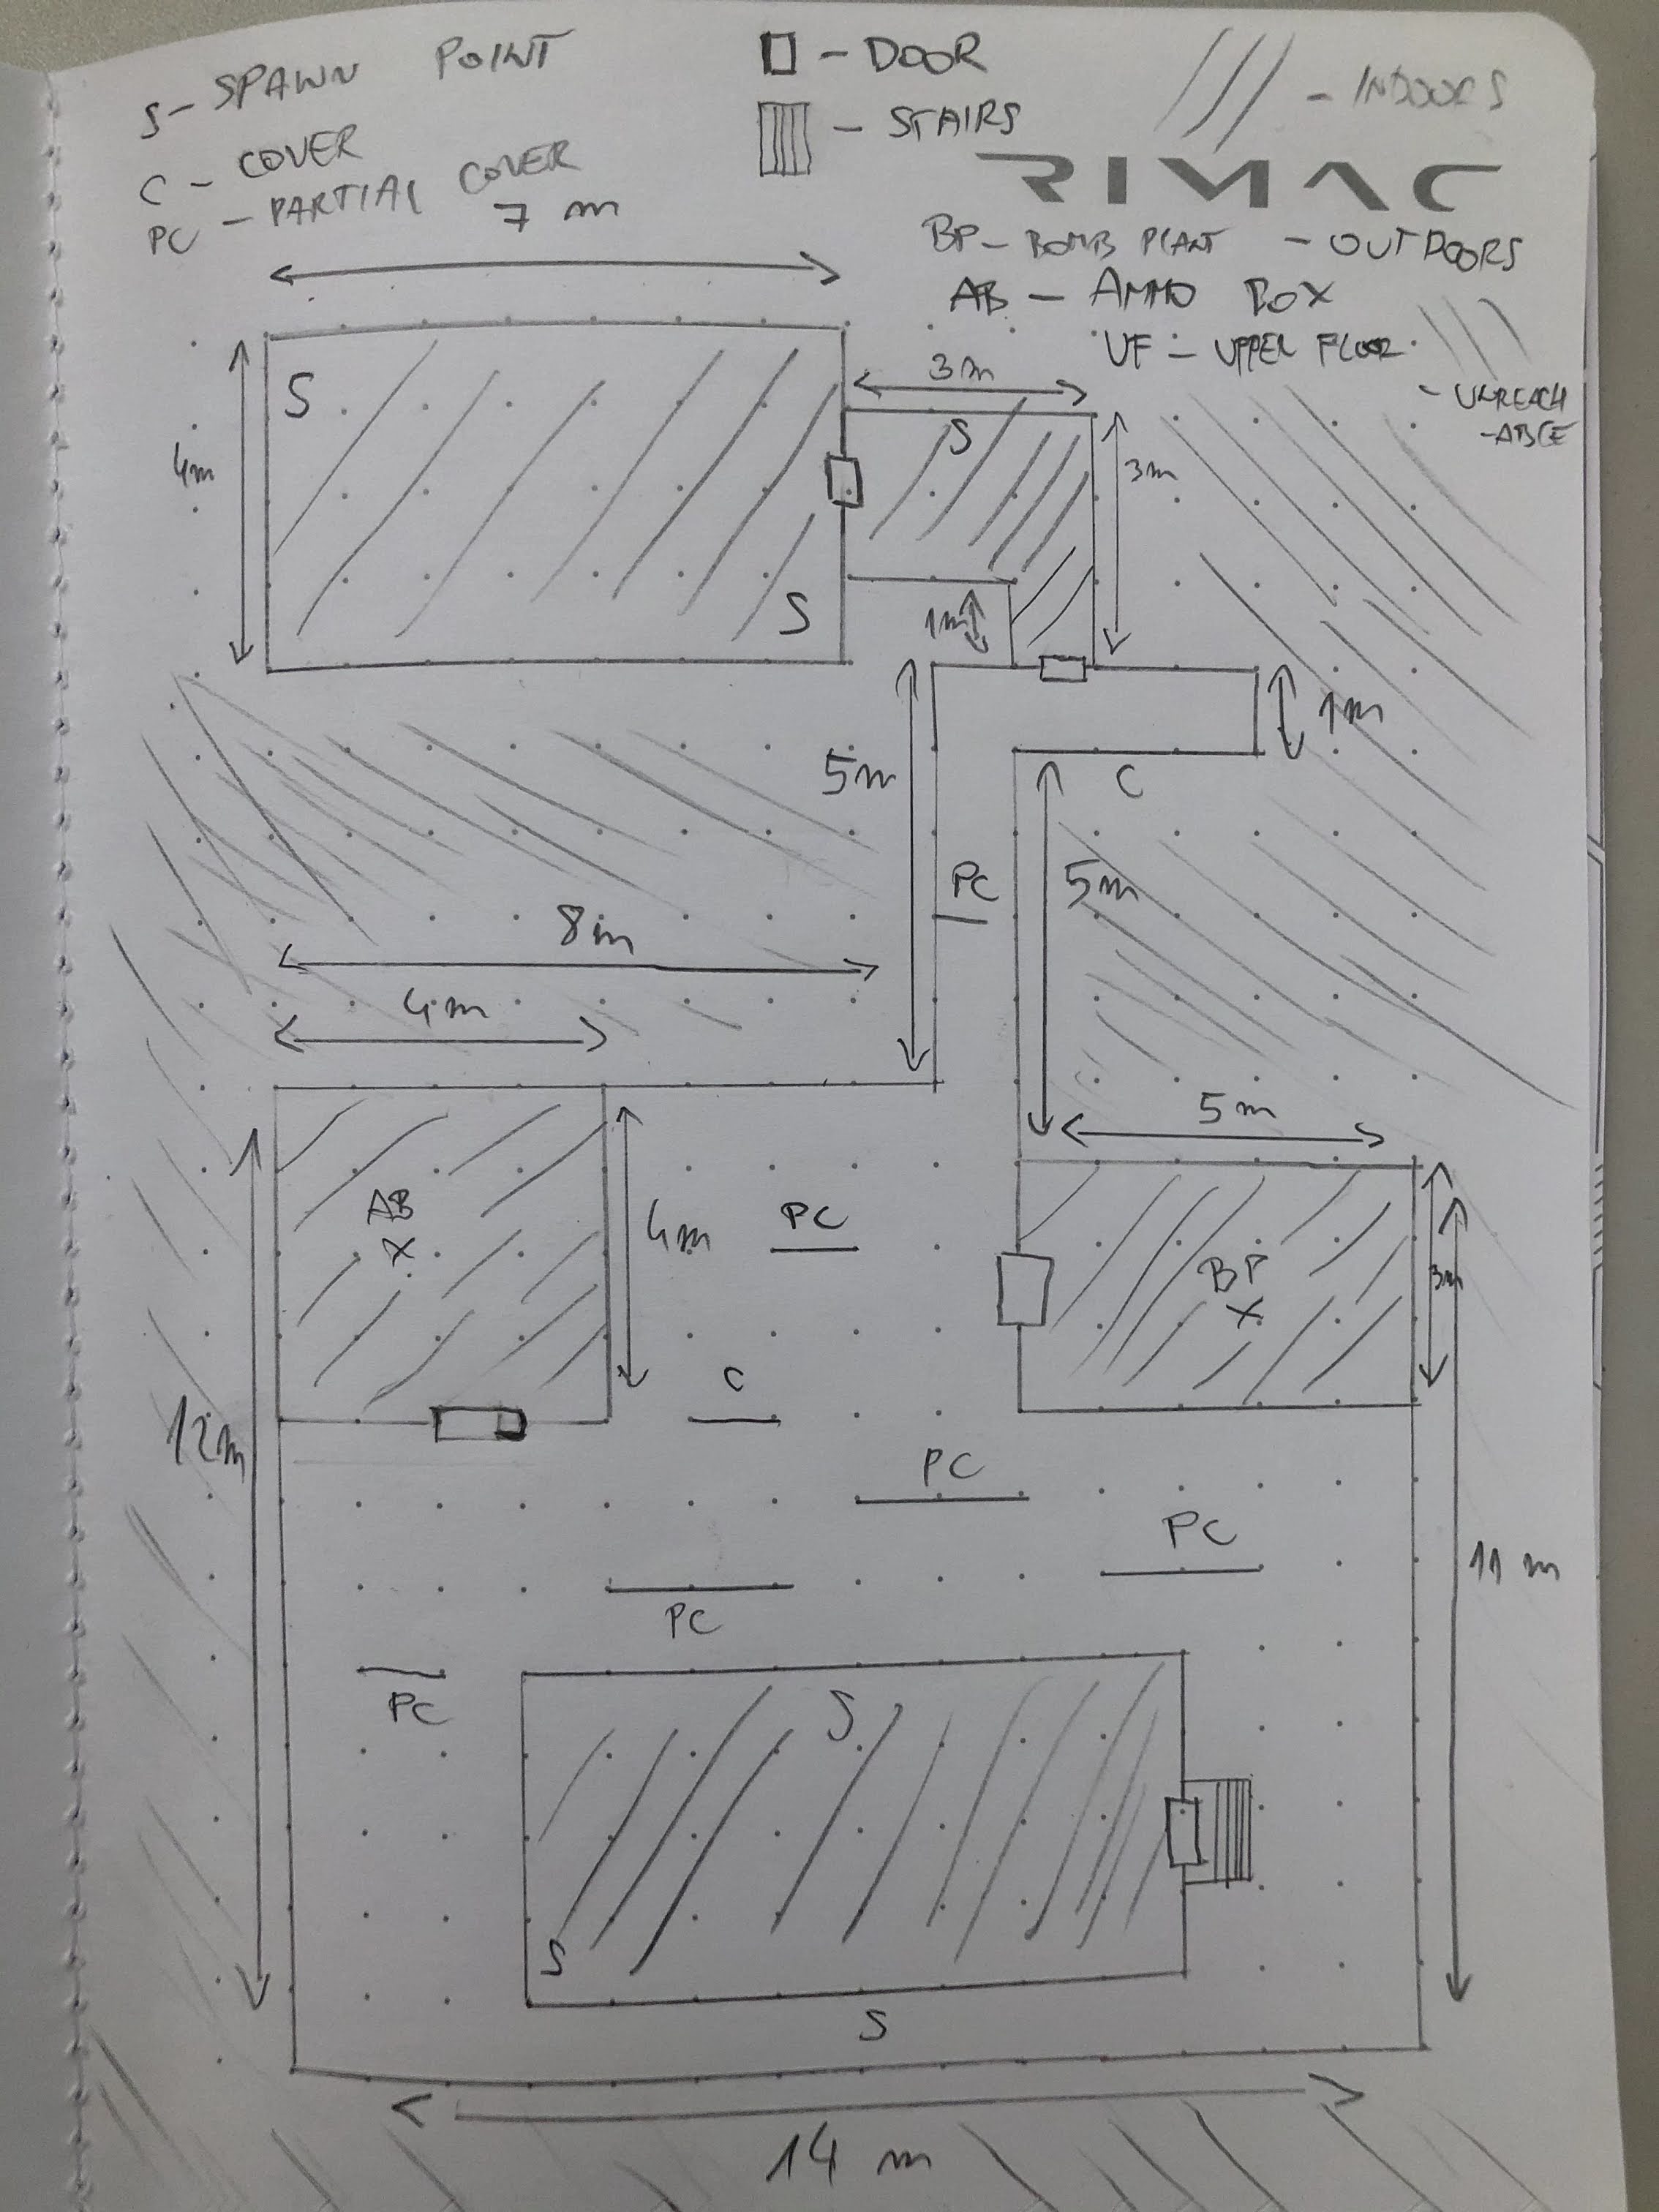 S - SPAWN POINT
C - COVER
PC - PARTIAL COVER
- DOOR
- STAIRS
- INDOORS
RIMAC
BP - BOMB PLANT
- OUTDOORS
AB - AMMO BOX
UF - UPPER FLOOR
- UNREACH
-ABLE
7 m
4m
S
S
3m
S
3m
1m
1m
5m
C
PC
5m
8m
4m
5m
AB
X
4m
PC
BP
X
3m
C
12m
PC
PC
11 m
PC
PC
S
S
S
14 m